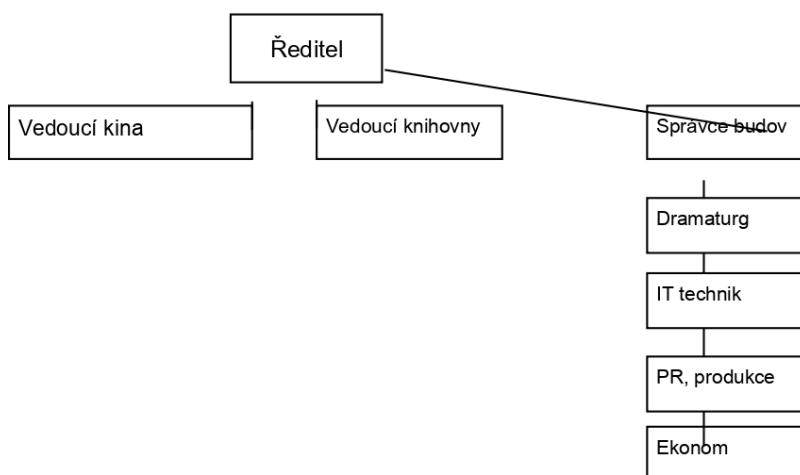 Ředitel
Vedoucí kina
Vedoucí knihovny
Správce budov
Dramaturg
IT technik
PR, produkce
Ekonom